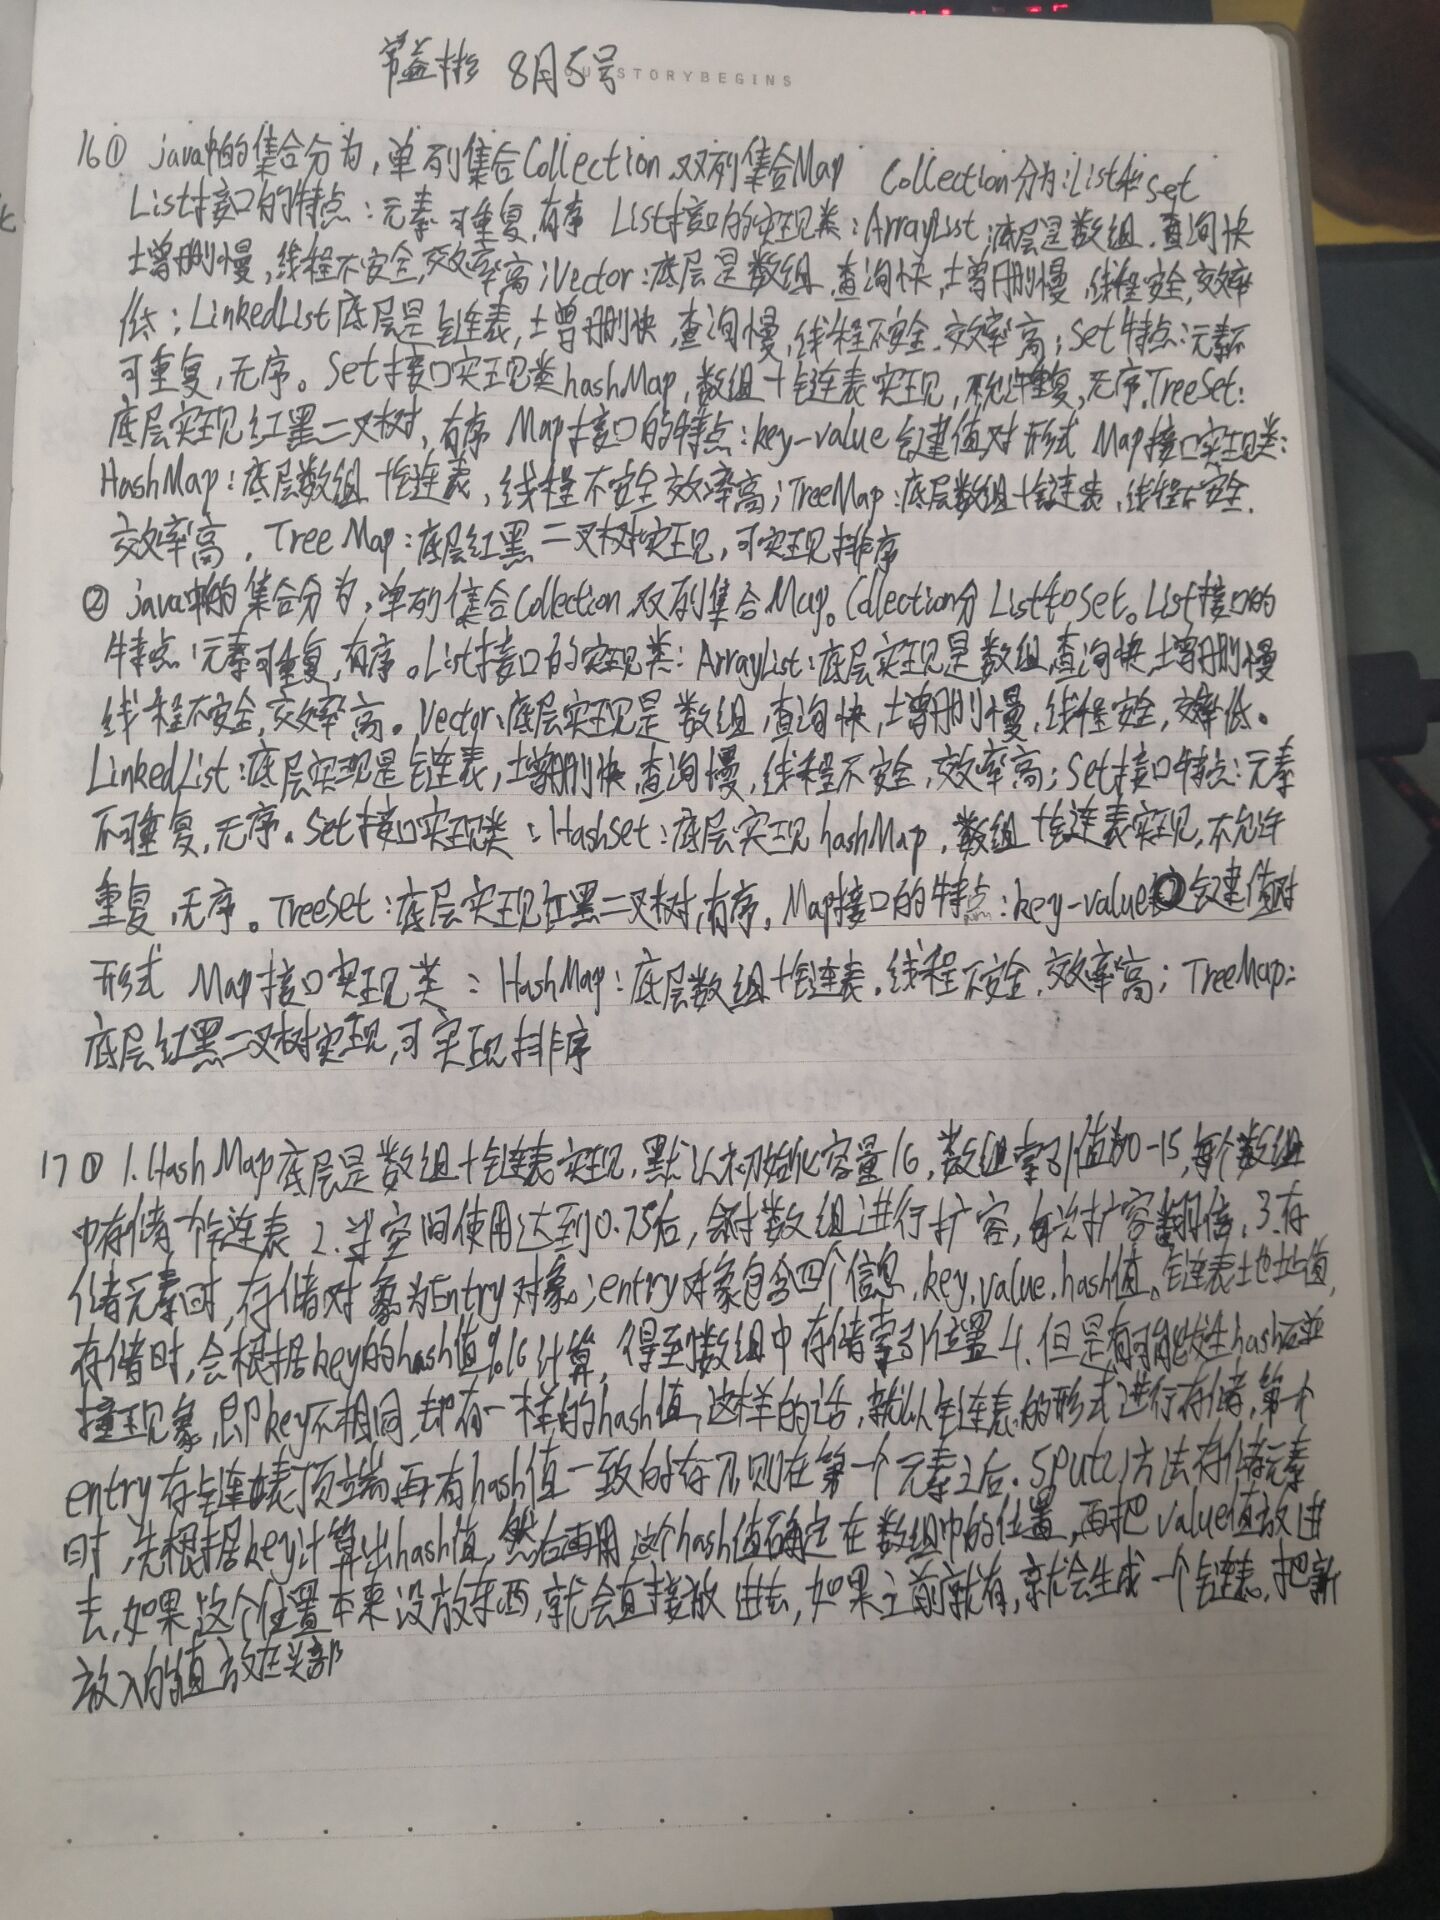 常益彬 8月5号
OUR STORY BEGINS
16① java中的集合分为,单列集合Collection、双列集合Map Collection分为:List和Set
List接口的特点:元素可重复,有序 List接口的实现类:ArrayList:底层是数组,查询快
增删慢,线程不安全,效率高;Vector:底层是数组,查询快,增删慢,线程安全,效率
低;LinkedList底层是链表,增删快,查询慢,线程不安全,效率高;Set特点:元素不
可重复,无序。Set接口实现类hashMap,数组+链表实现,不允许重复,无序.TreeSet:
底层实现红黑二叉树,有序 Map接口的特点:key-value 键值对形式 Map接口实现类:
HashMap:底层数组+链表,线程不安全效率高;TreeMap:底层数组+链表,线程不安全.
效率高,Tree Map:底层红黑二叉树实现,可实现排序
② java中的集合分为,单列集合Collection、双列集合Map。Collection分List和Set。List接口的
特点:元素可重复,有序。List接口的实现类:ArrayList:底层实现是数组,查询快,增删慢
线程不安全,效率高。Vector:底层实现是数组,查询快,增删慢,线程安全,效率低。
LinkedList:底层实现是链表,增删快,查询慢,线程不安全,效率高;Set接口特点:元素
不可重复,无序。Set接口实现类:Hashset:底层实现hashMap,数组+链表实现,不允许
重复,无序。TreeSet:底层实现红黑二叉树,有序,Map接口的特点:key-value 键值对
形式 Map接口实现类:HashMap:底层数组+链表,线程不安全,效率高;TreeMap:
底层红黑二叉树实现,可实现排序
17① 1.Hash Map底层是数组+链表实现,默认初始化容量16,数组索引值为0-15,每个数组
中存储一个链表 2.当空间使用达到0.75后,会对数组进行扩容,每次扩容翻倍,3.存
储元素时,存储对象为Entry对象;entry对象包含四个信息,key,value,hash值。链表地址值,
存储时,会根据key的hash值%16计算,得到数组中存储索引位置 4.但是有可能发生hash碰
撞现象,即key不相同,却有一样的hash值,这样的话,就以链表的形式进行存储,第一个
entry存链表顶端,再有hash值一致的存入则在第一个元素之后.5put()方法存储元素
时,先根据key计算出hash值,然后再用这个hash值确定在数组中的位置,再把value值放进
去,如果这个位置本来没放东西,就会直接放进去,如果之前就有,就会生成一个链表,把新
放入的值放在头部